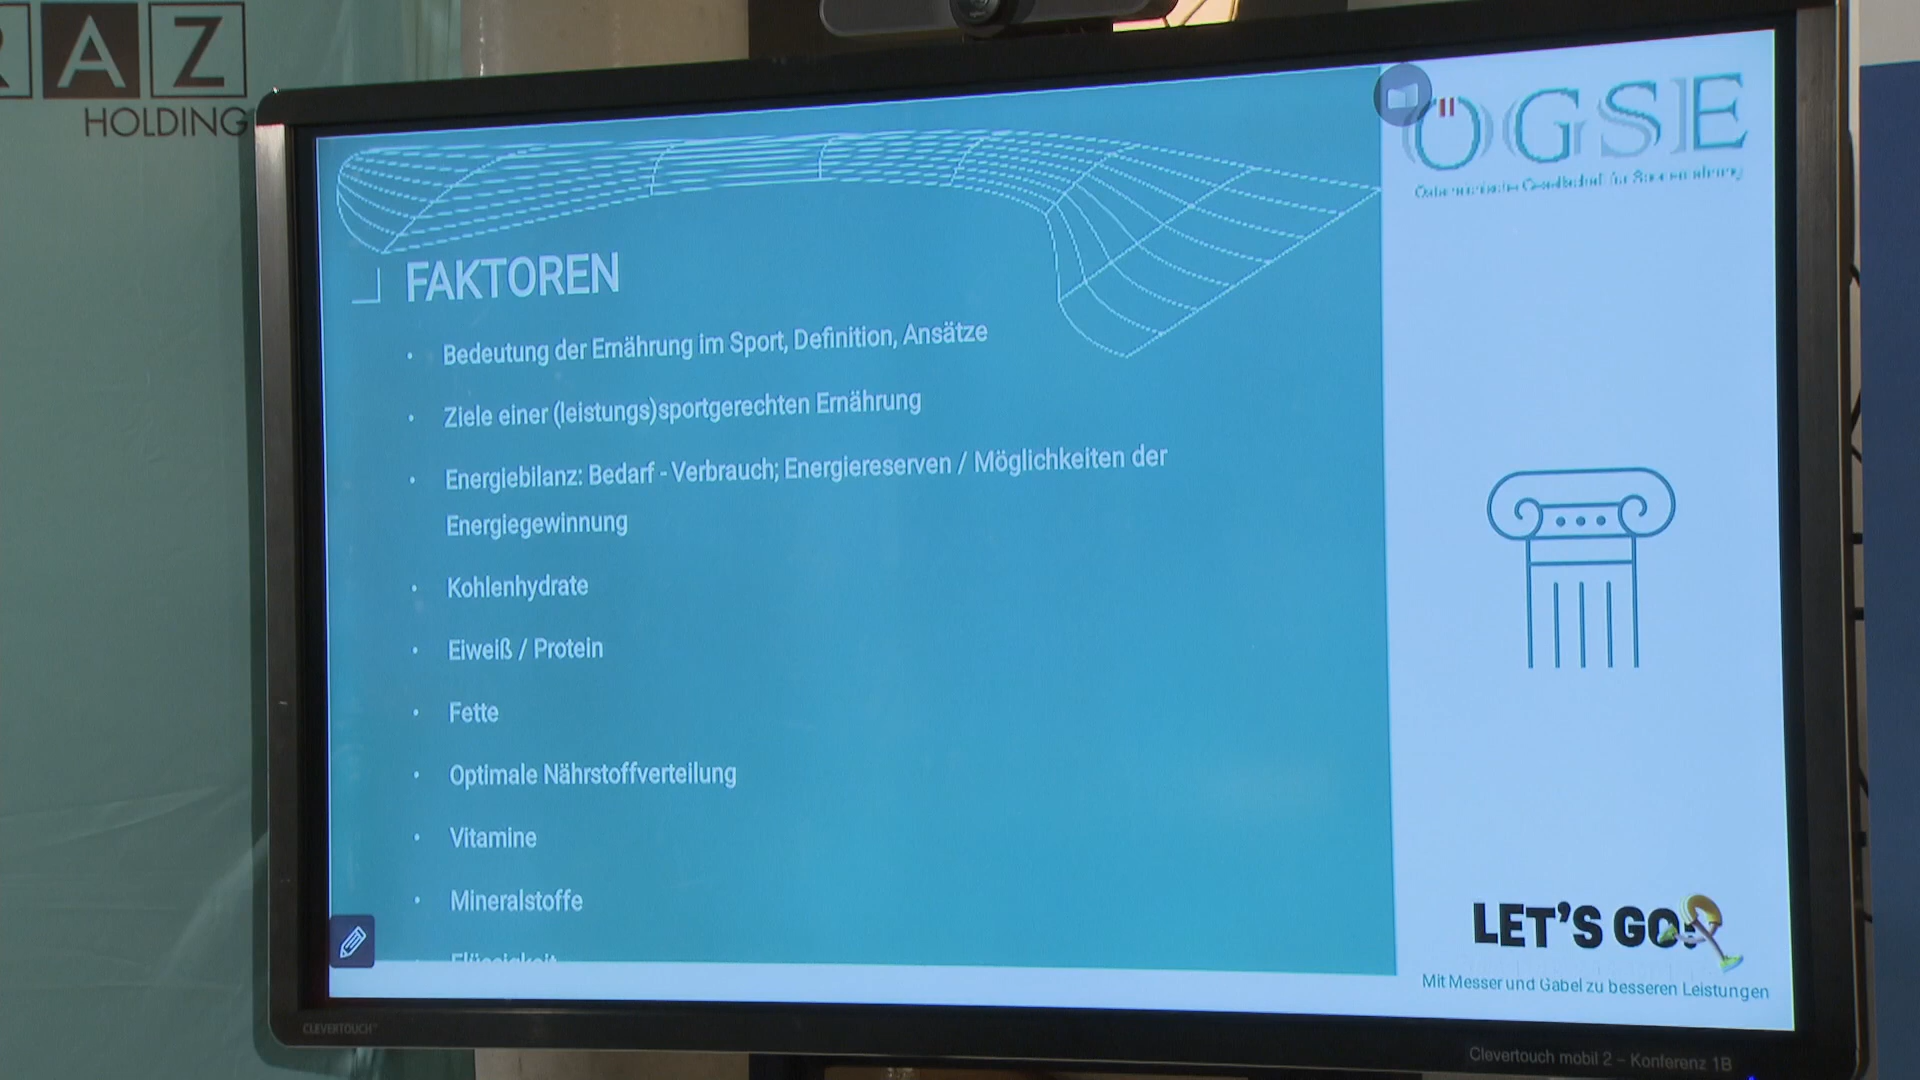 RAZ
HOLDING
ÖGSE
FAKTOREN
• Bedeutung der Ernährung im Sport, Definition, Ansätze
• Ziele einer (leistungs)sportgerechten Ernährung
• Energiebilanz: Bedarf - Verbrauch; Energiereserven / Möglichkeiten der
Energiegewinnung
• Kohlenhydrate
• Eiweiß / Protein
• Fette
• Optimale Nährstoffverteilung
• Vitamine
• Mineralstoffe
• Flüssigkeit
LET'S GO!
Mit Messer und Gabel zu besseren Leistungen
CLEVERTOUCH
Clevertouch mobil 2 – Konferenz 1B